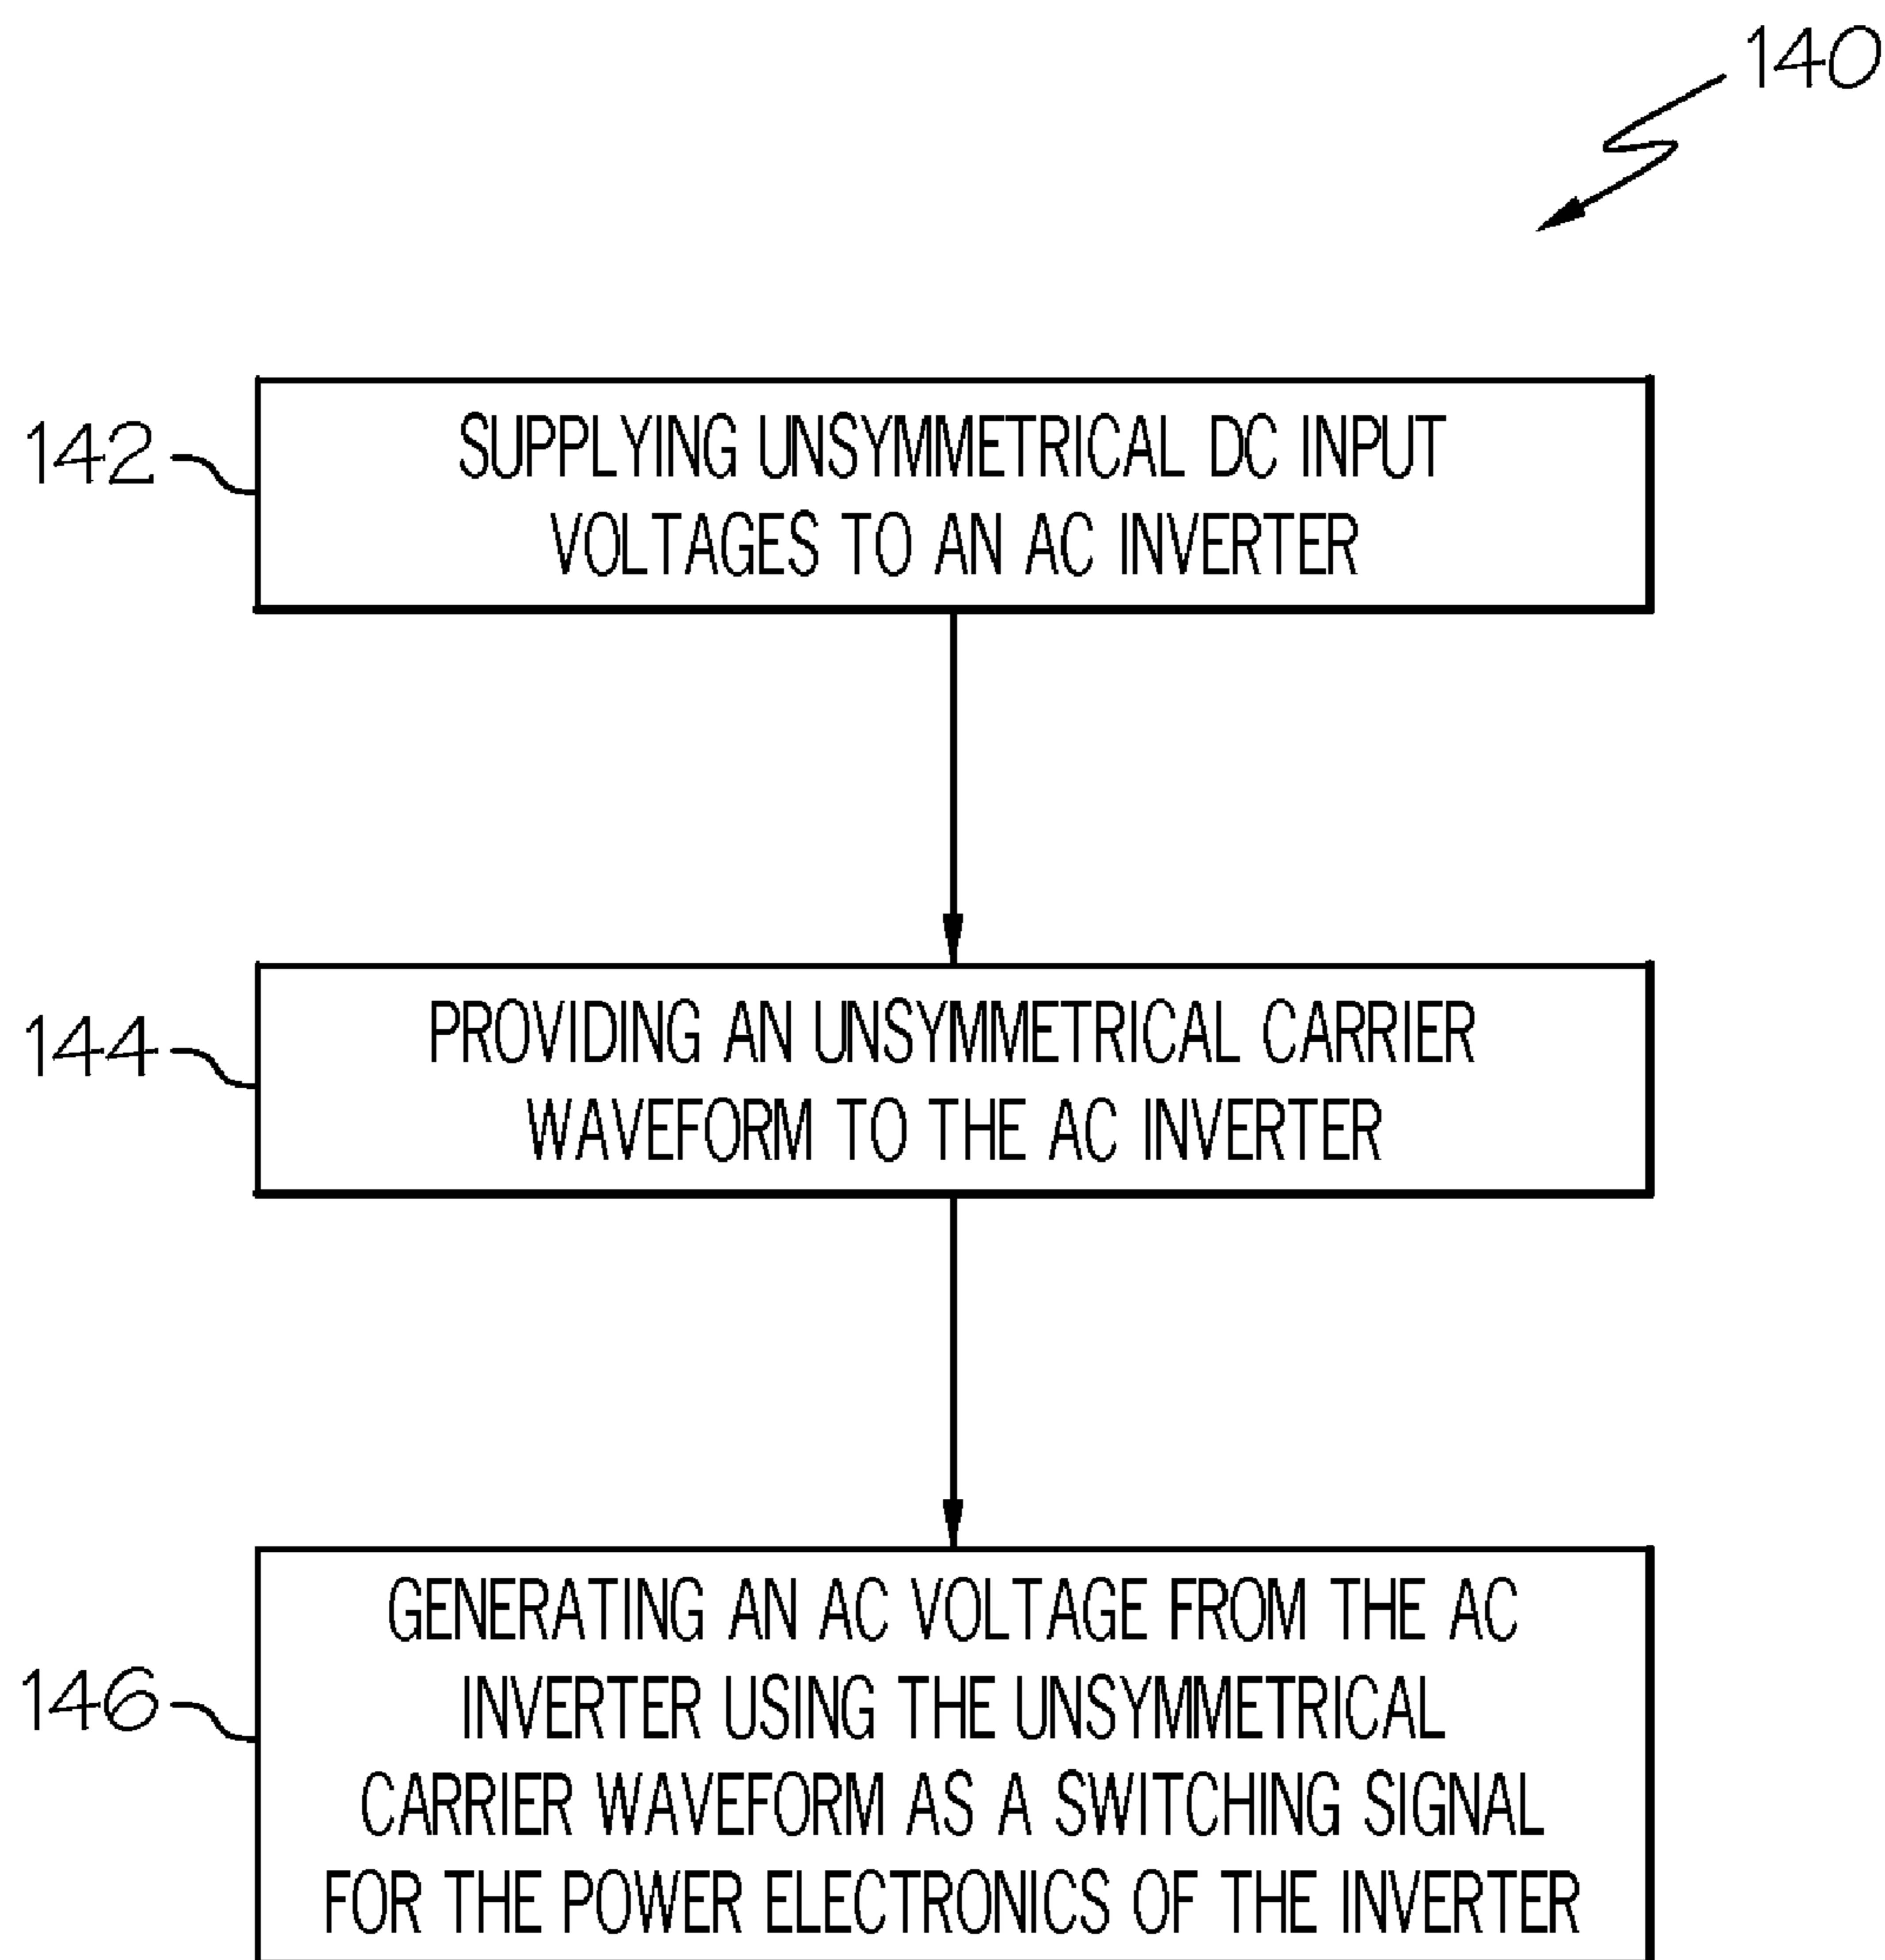 140
142
SUPPLYING UNSYMMETRICAL DC INPUT
VOLTAGES TO AN AC INVERTER
144
PROVIDING AN UNSYMMETRICAL CARRIER
WAVEFORM TO THE AC INVERTER
146
GENERATING AN AC VOLTAGE FROM THE AC
INVERTER USING THE UNSYMMETRICAL
CARRIER WAVEFORM AS A SWITCHING SIGNAL
FOR THE POWER ELECTRONICS OF THE INVERTER